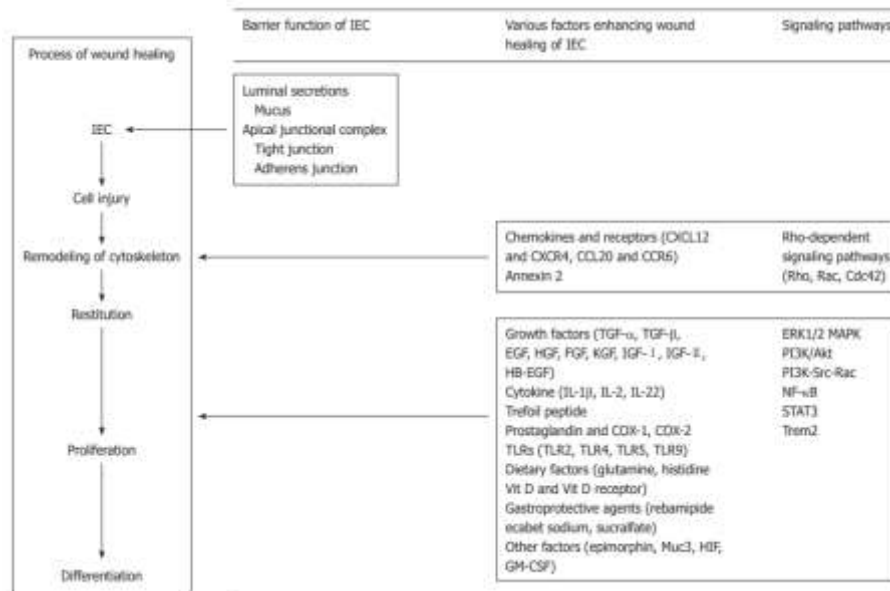 Barrier function of IEC
Various factors enhancing wound
healing of IEC
Signaling pathways
Process of wound healing
IEC
Cell injury
Remodeling of cytoskeleton
Restitution
Proliferation
Differentiation
Luminal secretions
Mucus
Apical junctional complex
Tight junction
Adherens junction
Chemokines and receptors (CXCL12
and CXCR4, CCL20 and CCR6)
Annexin 2
Rho-dependent
signaling pathways
(Rho, Rac, Cdc42)
Growth factors (TGF-α, TGF-β,
EGF, HGF, FGF, KGF, IGF-Ⅰ, IGF-Ⅱ,
HB-EGF)
Cytokine (IL-1β, IL-2, IL-22)
Trefoil peptide
Prostaglandin and COX-1, COX-2
TLRs (TLR2, TLR4, TLR5, TLR9)
Dietary factors (glutamine, histidine
Vit D and Vit D receptor)
Gastroprotective agents (rebamipide
ecabet sodium, sucralfate)
Other factors (epimorphin, Muc3, HIF,
GM-CSF)
ERK1/2 MAPK
PI3K/Akt
PI3K-Src-Rac
NF-κB
STAT3
Trem2